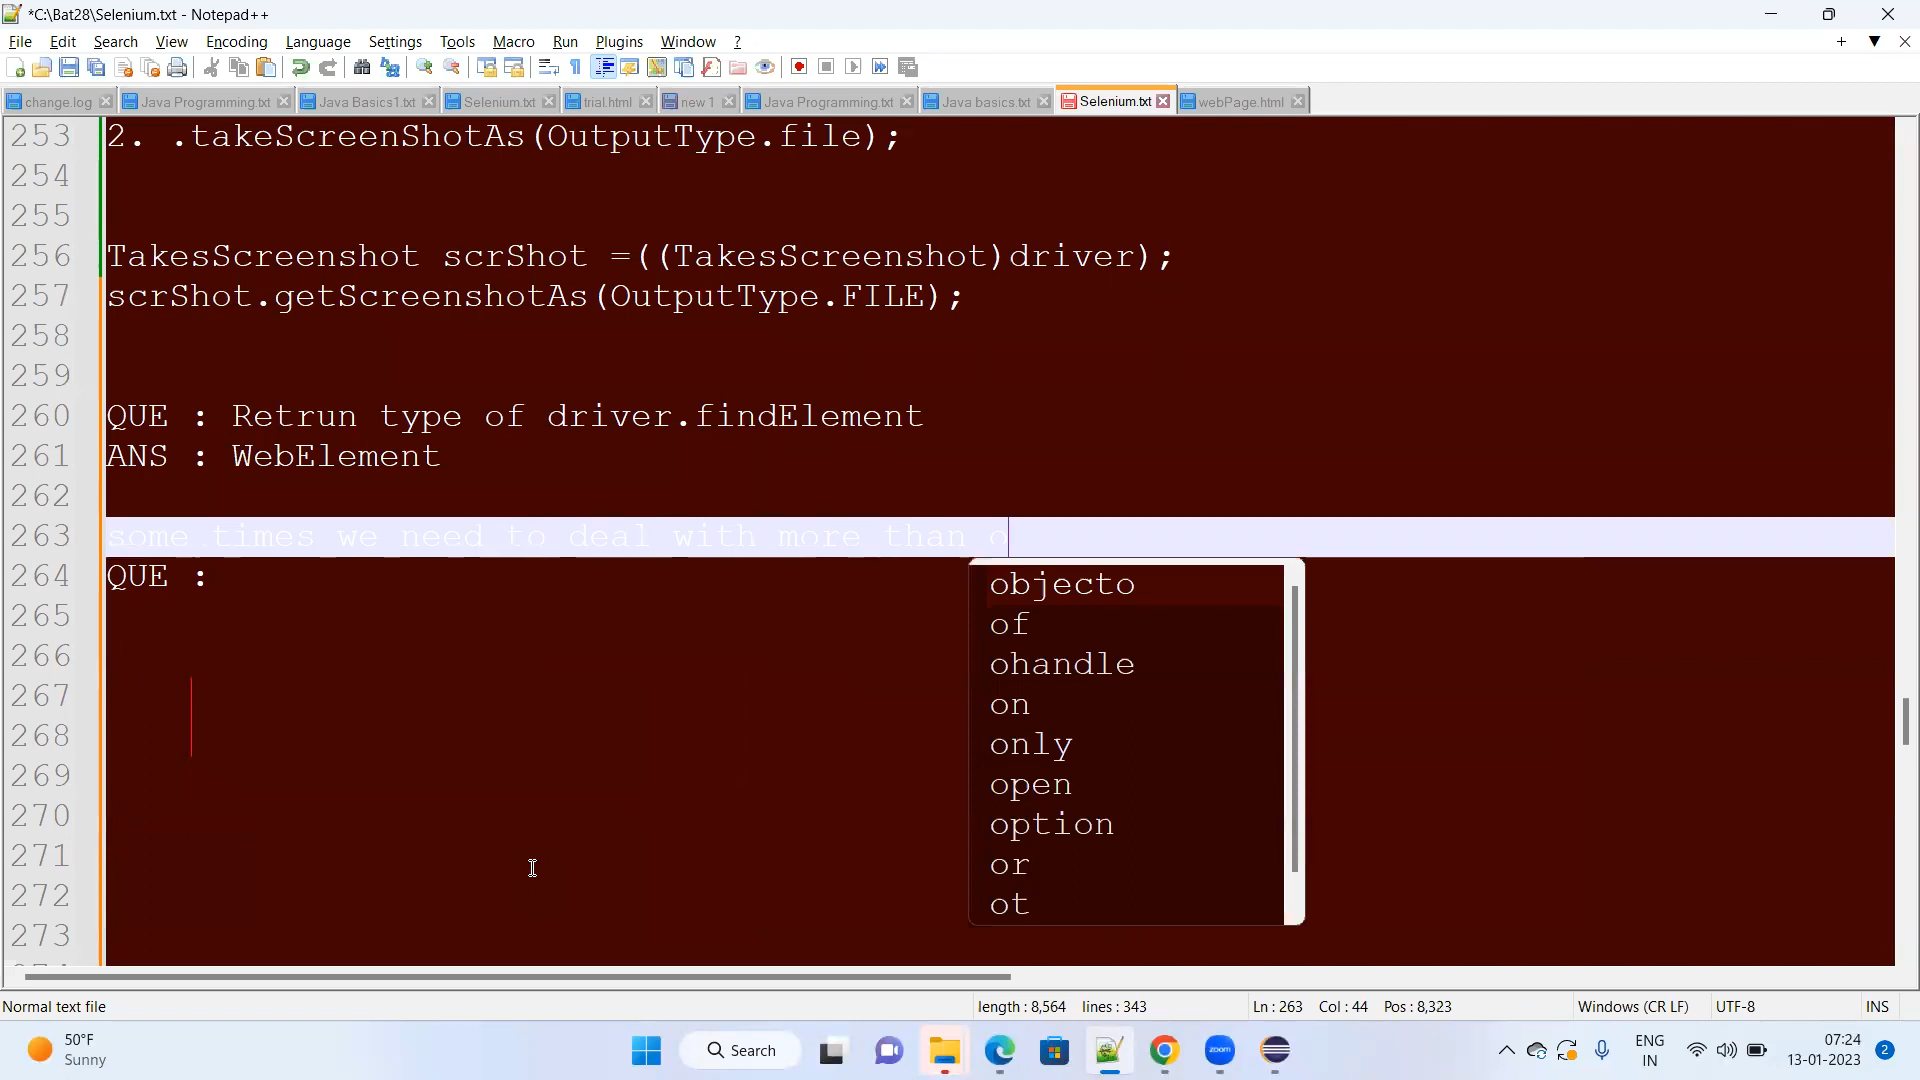 *C:\Bat28\Selenium.txt - Notepad++
File Edit Search View Encoding Language Settings Tools Macro Run Plugins Window ?
change.log Java Programming.txt Java Basics1.txt Selenium.txt trial.html new 1 Java Programming.txt Java basics.txt Selenium.txt webPage.html
253 2. .takeScreenShotAs(OutputType.file);
254
255
256 TakesScreenshot scrShot =((TakesScreenshot)driver);
257 scrShot.getScreenshotAs(OutputType.FILE);
258
259
260 QUE : Retrun type of driver.findElement
261 ANS : WebElement
262
263 some times we need to deal with more than o
264 QUE :
objecto
265
of
266
ohandle
267
on
268
only
269
open
270
option
271
or
272
ot
273
Normal text file length : 8,564 lines : 343 Ln : 263 Col : 44 Pos : 8,323 Windows (CR LF) UTF-8 INS
50°F
Sunny
Search
zoom
ENG
IN
07:24
13-01-2023
2